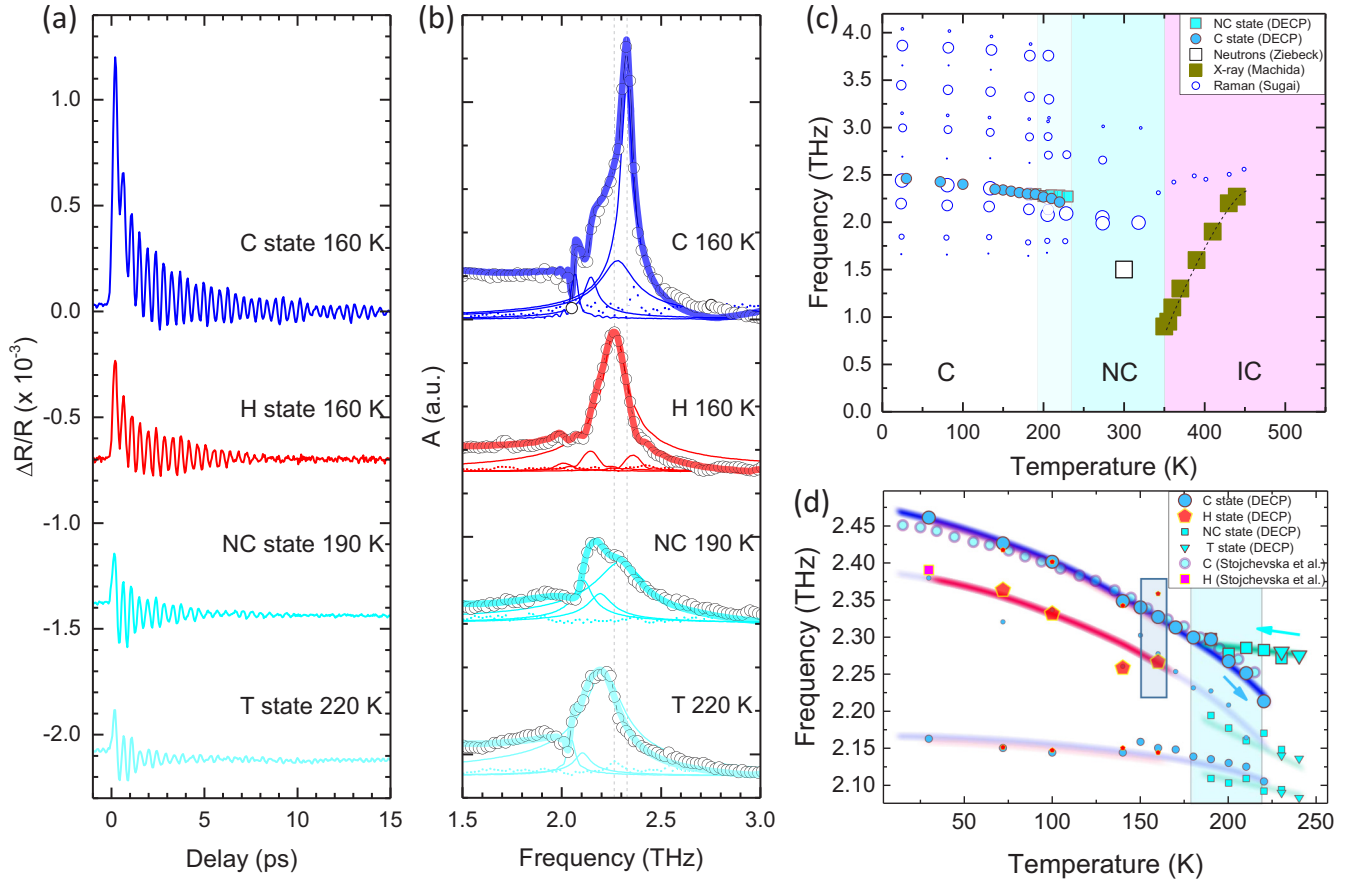 (a)
1.0
0.5
0.0
-0.5
-1.0
-1.5
-2.0
ΔR/R (x 10-3)
C state 160 K
H state 160 K
NC state 190 K
T state 220 K
0
5
10
15
Delay (ps)
(b)
A (a.u.)
C 160 K
H 160 K
NC 190 K
T 220 K
1.5
2.0
2.5
3.0
Frequency (THz)
(c)
4.0
3.5
3.0
2.5
2.0
1.5
1.0
0.5
0.0
Frequency (THz)
NC state (DECP)
C state (DECP)
Neutrons (Ziebeck)
X-ray (Machida)
Raman (Sugai)
C
NC
IC
0
100
200
300
400
500
Temperature (K)
(d)
2.45
2.40
2.35
2.30
2.25
2.20
2.15
2.10
Frequency (THz)
C state (DECP)
H state (DECP)
NC state (DECP)
T state (DECP)
C (Stojchevska et al.)
H (Stojchevska et al.)
50
100
150
200
250
Temperature (K)